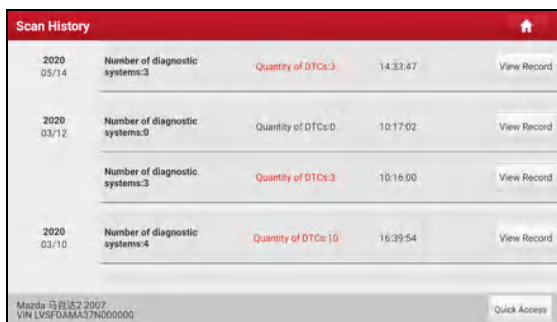 Scan History
2020
05/14
Number of diagnostic
systems:3
Quantity of DTCs:3
14:33:47
View Record
2020
03/12
Number of diagnostic
systems:0
Quantity of DTCs:0
10:17:02
View Record
Number of diagnostic
systems:3
Quantity of DTCs:3
10:16:00
View Record
2020
03/10
Number of diagnostic
systems:4
Quantity of DTCs:10
16:39:54
View Record
Mazda 马自达2 2007
VIN LVSFDAMA37N000000
Quick Access